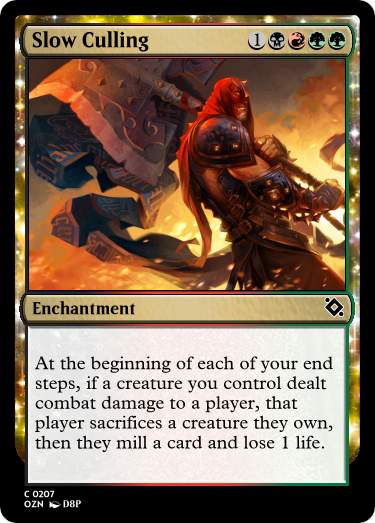 Slow Culling 1
Enchantment
At the beginning of each of your end
steps, if a creature you control dealt
combat damage to a player, that
player sacrifices a creature they own,
then they mill a card and lose 1 life.
C 0207
OZN D8P